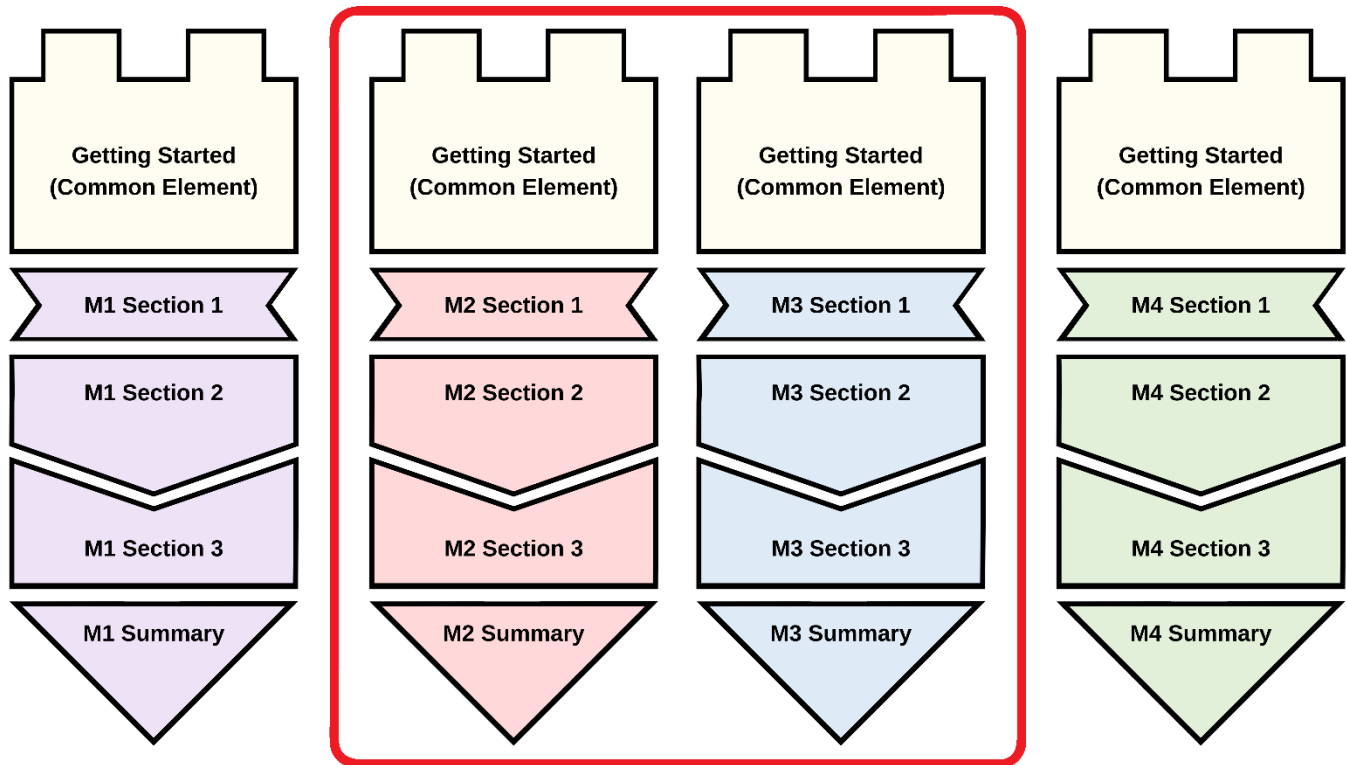 Getting Started
(Common Element)
M1 Section 1
M1 Section 2
M1 Section 3
M1 Summary
Getting Started
(Common Element)
M2 Section 1
M2 Section 2
M2 Section 3
M2 Summary
Getting Started
(Common Element)
M3 Section 1
M3 Section 2
M3 Section 3
M3 Summary
Getting Started
(Common Element)
M4 Section 1
M4 Section 2
M4 Section 3
M4 Summary